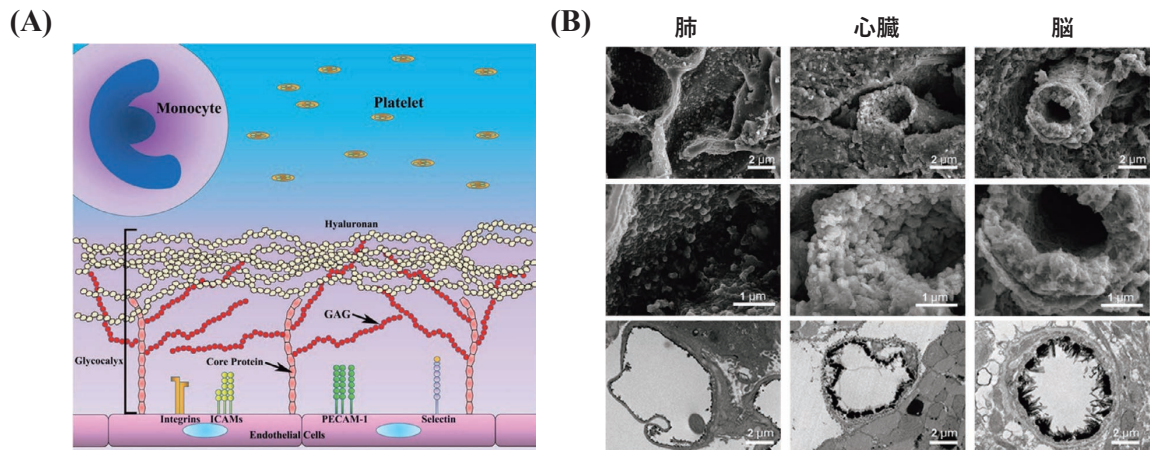 (A)
Monocyte
Platelet
Hyaluronan
GAG
Glycocalyx
Core Protein
Integrins ICAMs PECAM-1 Selectin
Endothelial Cells
(B)
肺 心臓 脳
2 μm 2 μm 2 μm
1 μm 1 μm 1 μm
2 μm 2 μm 2 μm